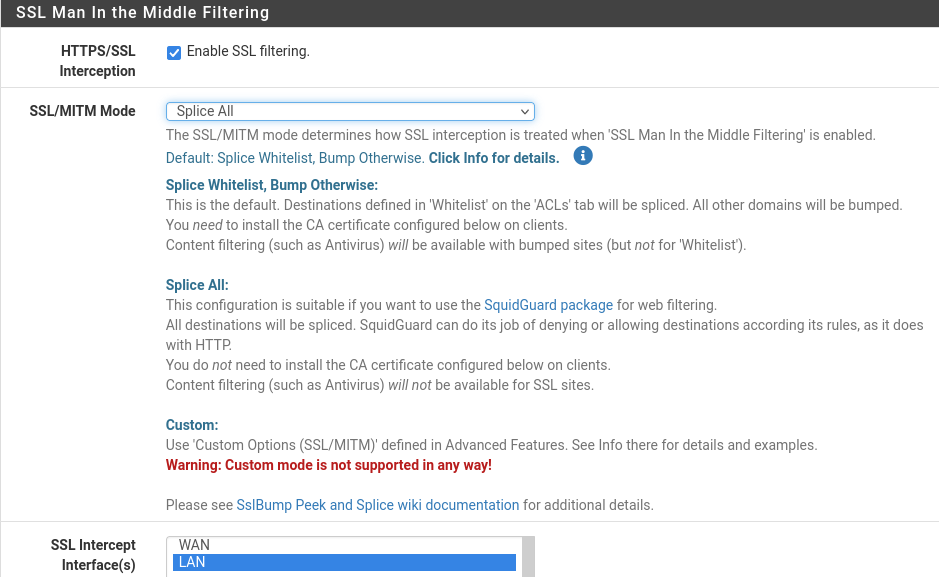 SSL Man In the Middle Filtering
HTTPS/SSL Interception
Enable SSL filtering.
SSL/MITM Mode
Splice All
The SSL/MITM mode determines how SSL interception is treated when 'SSL Man In the Middle Filtering' is enabled.
Default: Splice Whitelist, Bump Otherwise. Click Info for details.
Splice Whitelist, Bump Otherwise:
This is the default. Destinations defined in 'Whitelist' on the 'ACLs' tab will be spliced. All other domains will be bumped.
You need to install the CA certificate configured below on clients.
Content filtering (such as Antivirus) will be available with bumped sites (but not for 'Whitelist').
Splice All:
This configuration is suitable if you want to use the SquidGuard package for web filtering.
All destinations will be spliced. SquidGuard can do its job of denying or allowing destinations according its rules, as it does
with HTTP.
You do not need to install the CA certificate configured below on clients.
Content filtering (such as Antivirus) will not be available for SSL sites.
Custom:
Use 'Custom Options (SSL/MITM)' defined in Advanced Features. See Info there for details and examples.
Warning: Custom mode is not supported in any way!
Please see SslBump Peek and Splice wiki documentation for additional details.
SSL Intercept
Interface(s)
WAN
LAN